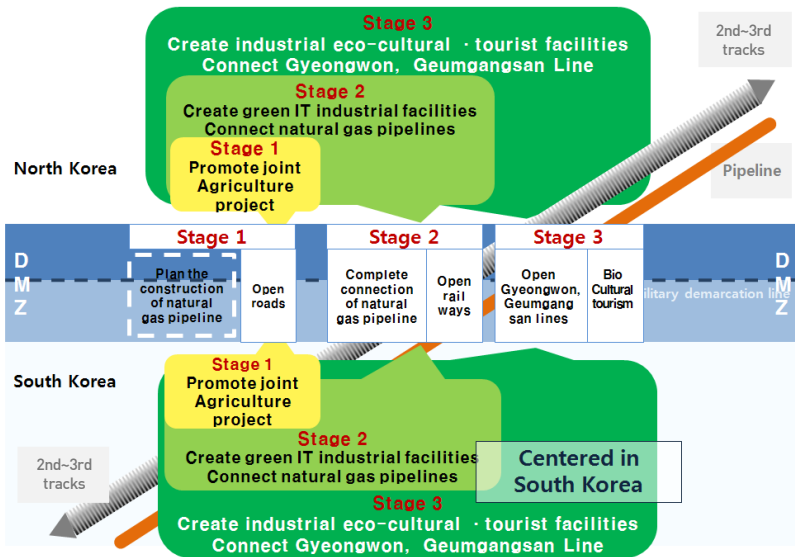 Stage 3
Create industrial eco-cultural · tourist facilities
Connect Gyeongwon, Geumgangsan Line
2nd~3rd
tracks
Stage 2
Create green IT industrial facilities
Connect natural gas pipelines
Stage 1
Promote joint
Agriculture
project
North Korea
Pipeline
Stage 1
Stage 2
Stage 3
D
M
Z
Plan the
construction
of natural
gas pipeline
Open
roads
Complete
connection
of natural
gas pipeline
Open
rail
ways
Open
Gyeongwon,
Geumgang
san lines
Bio
Cultural
tourism
ilitary demarcation line
D
M
Z
South Korea
Stage 1
Promote joint
Agriculture
project
Stage 2
Create green IT industrial facilities
Connect natural gas pipelines
Centered in
South Korea
2nd~3rd
tracks
Stage 3
Create industrial eco-cultural · tourist facilities
Connect Gyeongwon, Geumgangsan Line